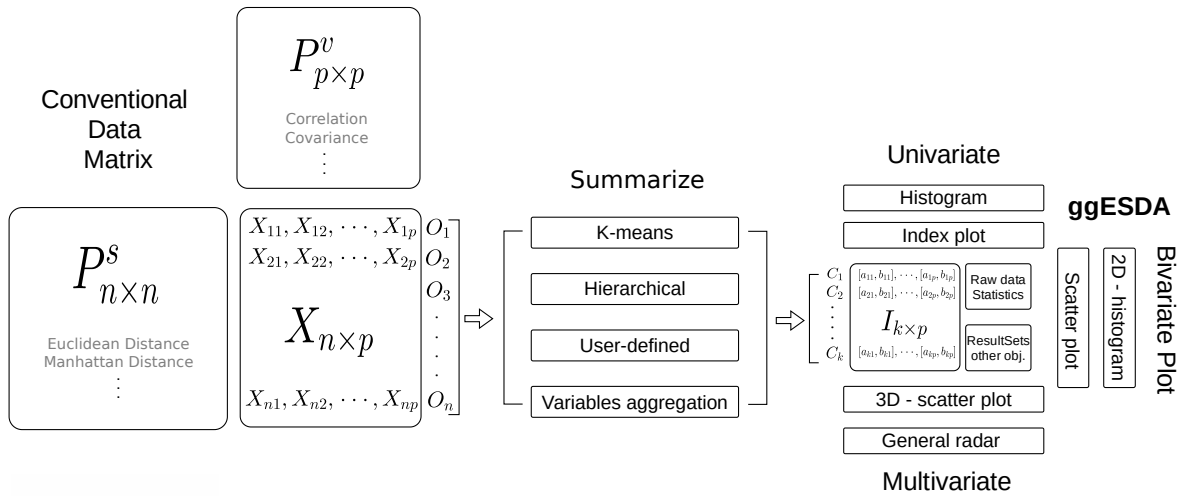 Conventional
Data
Matrix
P^v_{p×p}
Correlation
Covariance
P^s_{n×n}
Euclidean Distance
Manhattan Distance
X_{11}, X_{12}, ⋯, X_{1p}
X_{21}, X_{22}, ⋯, X_{2p}
X_{n×p}
X_{n1}, X_{n2}, ⋯, X_{np}
O_1
O_2
O_3
O_n
Summarize
K-means
Hierarchical
User-defined
Variables aggregation
Univariate
Histogram
Index plot
C_1
C_2
C_k
[a_{11}, b_{11}], ⋯, [a_{1p}, b_{1p}]
[a_{21}, b_{21}], ⋯, [a_{2p}, b_{2p}]
I_{k×p}
[a_{k1}, b_{k1}], ⋯, [a_{kp}, b_{kp}]
Raw data
Statistics
ResultSets
other obj.
3D - scatter plot
General radar
Multivariate
ggESDA
Scatter plot
2D - histogram
Bivariate Plot